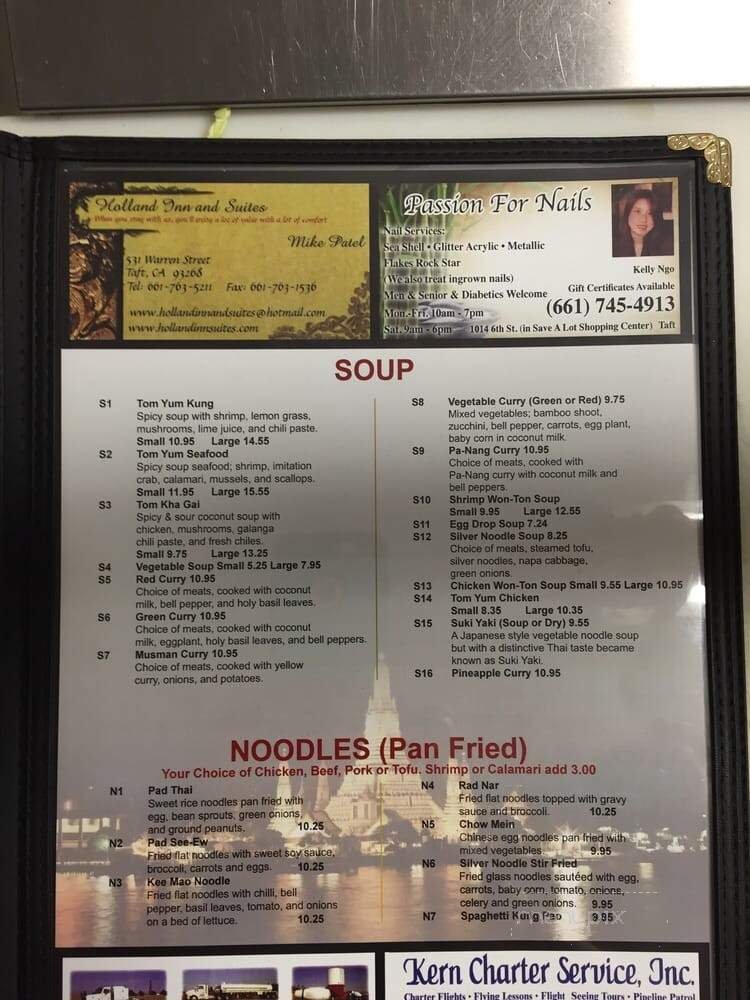 Holland Inn and Suites
When you stay with us, you'll enjoy a lot of value with a lot of comfort
Mike Patel
531 Warren Street
Taft, CA 93268
Tel: 661-763-5211 Fax: 661-763-1536
www.hollandinnandsuites@hotmail.com
www.hollandinnsuites.com
Passion For Nails
Nail Services:
Sea Shell • Glitter Acrylic • Metallic
Flakes Rock Star
(We also treat ingrown nails)
Men & Senior & Diabetics Welcome
Mon.-Fri. 10am - 7pm
Sat. 9am - 6pm
Kelly Ngo
Gift Certificates Available
(661) 745-4913
1014 6th St. (in Save A Lot Shopping Center) Taft
SOUP
S1 Tom Yum Kung
Spicy soup with shrimp, lemon grass,
mushrooms, lime juice, and chili paste.
Small 10.95 Large 14.55
S2 Tom Yum Seafood
Spicy soup seafood; shrimp, imitation
crab, calamari, mussels, and scallops.
Small 11.95 Large 15.55
S3 Tom Kha Gai
Spicy & sour coconut soup with
chicken, mushrooms, galanga
chili paste, and fresh chiles.
Small 9.75 Large 13.25
S4 Vegetable Soup Small 5.25 Large 7.95
S5 Red Curry 10.95
Choice of meats, cooked with coconut
milk, bell pepper, and holy basil leaves.
S6 Green Curry 10.95
Choice of meats, cooked with coconut
milk, eggplant, holy basil leaves, and bell peppers.
S7 Musman Curry 10.95
Choice of meats, cooked with yellow
curry, onions, and potatoes.
S8 Vegetable Curry (Green or Red) 9.75
Mixed vegetables; bamboo shoot,
zucchini, bell pepper, carrots, egg plant,
baby corn in coconut milk
S9 Pa-Nang Curry 10.95
Choice of meats, cooked with
Pa-Nang curry with coconut milk and
bell peppers.
S10 Shrimp Won-Ton Soup
Small 9.95 Large 12.55
S11 Egg Drop Soup 7.24
S12 Silver Noodle Soup 8.25
Choice of meats, steamed tofu,
silver noodles, napa cabbage,
green onions.
S13 Chicken Won-Ton Soup Small 9.55 Large 10.95
S14 Tom Yum Chicken
Small 8.35 Large 10.35
S15 Suki Yaki (Soup or Dry) 9.55
A Japanese style vegetable noodle soup
but with a distinctive Thai taste became
known as Suki Yaki.
S16 Pineapple Curry 10.95
NOODLES (Pan Fried)
Your Choice of Chicken, Beef, Pork or Tofu. Shrimp or Calamari add 3.00
N1 Pad Thai
Sweet rice noodles pan fried with
egg, bean sprouts, green onions,
and ground peanuts. 10.25
N2 Pad See-Ew
Fried flat noodles with sweet soy sauce,
broccoli, carrots and eggs. 10.25
N3 Kee Mao Noodle
Fried flat noodles with chilli, bell
pepper, basil leaves, tomato, and onions
on a bed of lettuce. 10.25
N4 Rad Nar
Fried flat noodles topped with gravy
sauce and broccoli. 10.25
N5 Chow Mein
Chinese egg noodles pan fried with
mixed vegetables. 9.95
N6 Silver Noodle Stir Fried
Fried glass noodles sautéed with egg,
carrots, baby corn, tomato, onions,
celery and green onions. 9.95
N7 Spaghetti Kung Pao 9.95
Kern Charter Service, Inc.
Charter Flights • Flying Lessons • Flight Seeing Tours • Pipeline Patrol